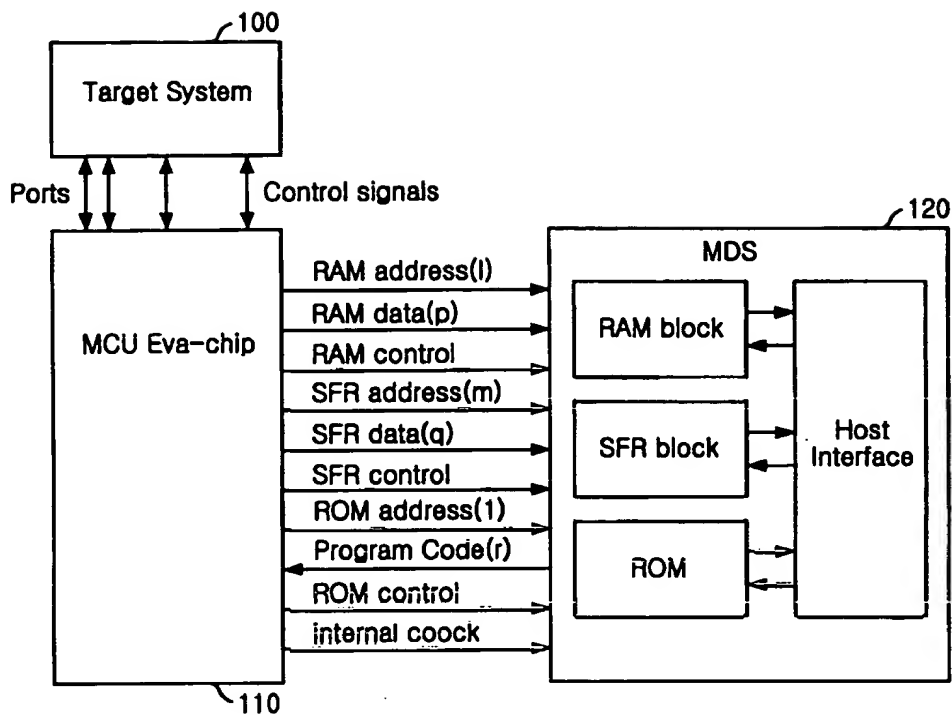 100
Target System
Ports
Control signals
120
MDS
MCU Eva-chip
RAM address(l)
RAM data(p)
RAM control
SFR address(m)
SFR data(q)
SFR control
ROM address(1)
Program Code(r)
ROM control
internal coock
RAM block
SFR block
ROM
Host
Interface
110